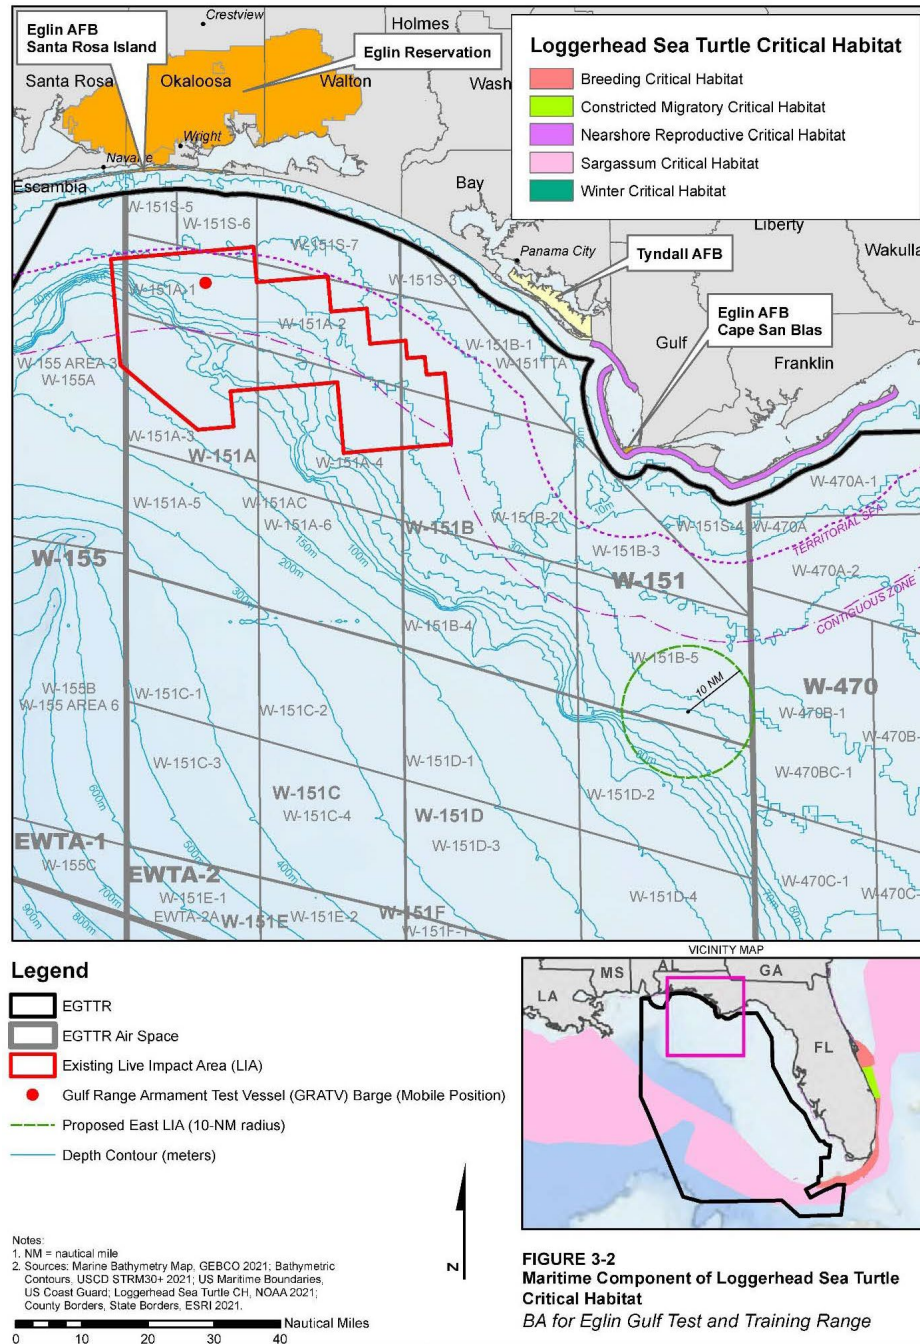 Crestview
Holmes
Eglin AFB
Santa Rosa Island
Eglin Reservation
Santa Rosa
Okaloosa
Walton
Wash
Wright
Navarre
Escambia
Bay
Loggerhead Sea Turtle Critical Habitat
Breeding Critical Habitat
Constricted Migratory Critical Habitat
Nearshore Reproductive Critical Habitat
Sargassum Critical Habitat
Winter Critical Habitat
Liberty
Wakulla
Panama City
Tyndall AFB
Eglin AFB
Cape San Blas
Gulf
Franklin
W-151S-5
W-151S-6
W-151S-7
W-151S-3
40m
W-151A-1
W-151A-2
W-151B-1
W-151TTA
W-155 AREA 3
W-155A
W-151A-3
W-151A
W-151A-4
W-470A-1
W-151A-5
W-151AC
W-151A-6
W-151B
W-151B-2
10m
W-151S-4
W-470A
TERRITORIAL SEA
W-155
150m
100m
200m
30m
W-151B-3
W-151
W-470A-2
300m
CONTIGUOUS ZONE
W-151B-4
W-151B-5
10 NM
W-470
W-155B
W-155 AREA 6
W-151C-1
W-151C-2
W-470B-1
W-470B-
W-151C-3
W-151D-1
W-470BC-1
600m
W-151C
W-151C-4
W-151D
W-151D-2
W-151D-3
EWTA-1
W-155C
EWTA-2
500m
400m
W-470C-1
W-470C-
W-151E-1
EWTA-2A
W-151E
W-151E-2
W-151F
W-151F-1
W-151D-4
900m
800m
700m
70m
60m
Legend
EGTTR
EGTTR Air Space
Existing Live Impact Area (LIA)
Gulf Range Armament Test Vessel (GRATV) Barge (Mobile Position)
Proposed East LIA (10-NM radius)
Depth Contour (meters)
Notes:
1. NM = nautical mile
2. Sources: Marine Bathymetry Map, GEBCO 2021; Bathymetric
Contours, USCD STRM30+ 2021; US Maritime Boundaries,
US Coast Guard; Loggerhead Sea Turtle CH, NOAA 2021;
County Borders, State Borders, ESRI 2021.
Nautical Miles
0 10 20 30 40
N
VICINITY MAP
MS
AL
GA
LA
FL
FIGURE 3-2
Maritime Component of Loggerhead Sea Turtle
Critical Habitat
BA for Eglin Gulf Test and Training Range